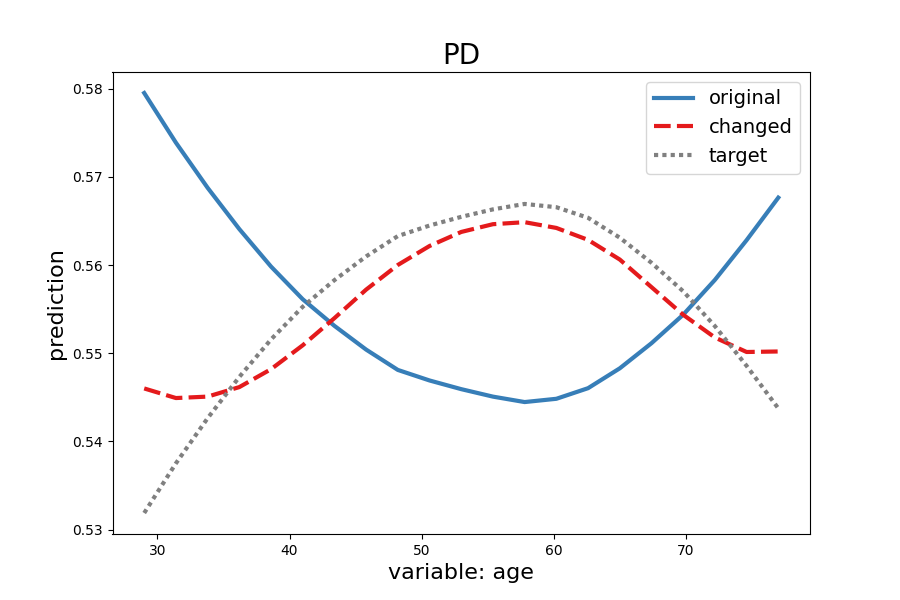 PD
original
changed
target
prediction
0.58
0.57
0.56
0.55
0.54
0.53
30 40 50 60 70
variable: age